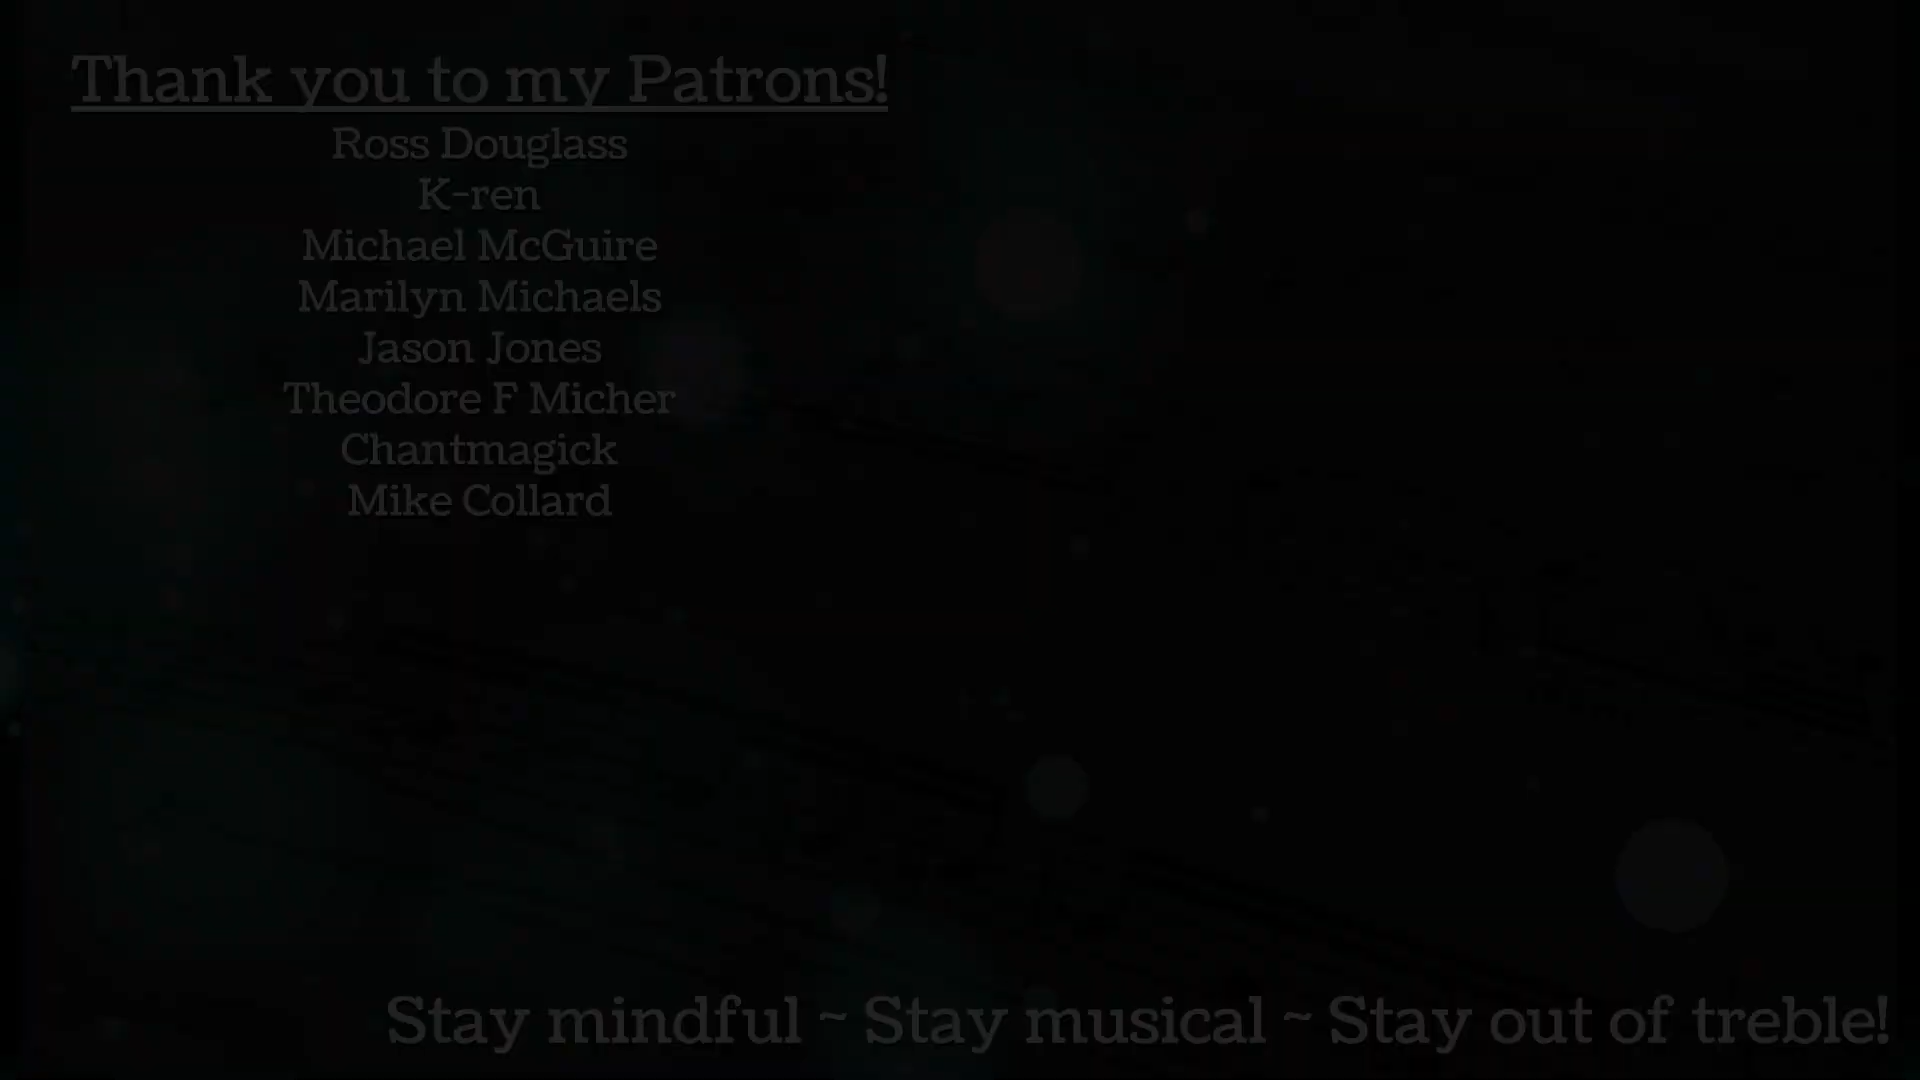 Thank you to my Patrons!
Ross Douglass
K-ren
Michael McGuire
Marilyn Michaels
Jason Jones
Theodore F Micher
Chantmagick
Mike Collard
Stay mindful ~ Stay musical ~ Stay out of treble!